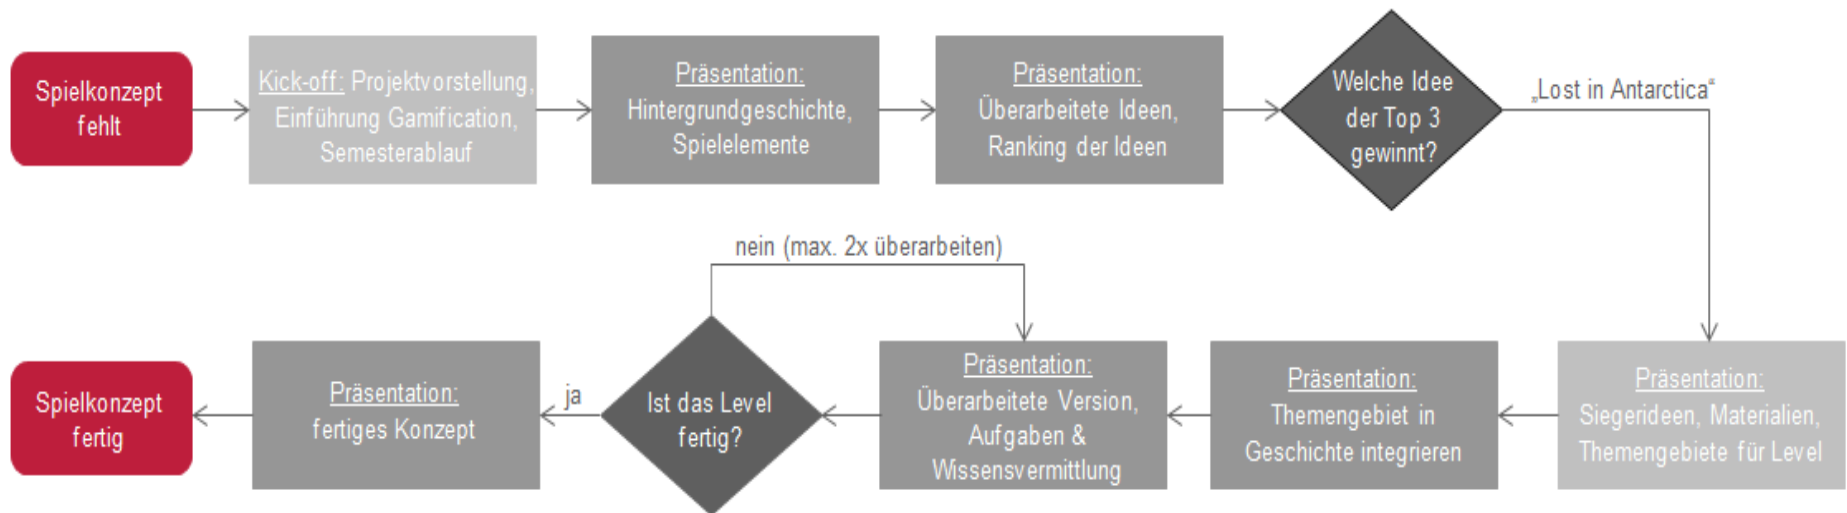 Spielkonzept
fehlt
Kick-off: Projektvorstellung,
Einführung Gamification,
Semesterablauf
Präsentation:
Hintergrundgeschichte,
Spielelemente
Präsentation:
Überarbeitete Ideen,
Ranking der Ideen
Welche Idee
der Top 3
gewinnt?
„Lost in Antarctica“
Präsentation:
Siegerideen, Materialien,
Themengebiete für Level
Präsentation:
Themengebiet in
Geschichte integrieren
Präsentation:
Überarbeitete Version,
Aufgaben &
Wissensvermittlung
nein (max. 2x überarbeiten)
Ist das Level
fertig?
ja
Präsentation:
fertiges Konzept
Spielkonzept
fertig